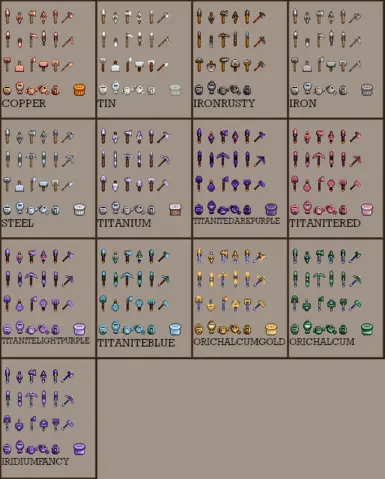 COPPER
TIN
IRONRUSTY
IRON
STEEL
TITANIUM
TITANITEDARKPURPLE
TITANITERED
TITANITELIGHTPURPLE
TITANITEBLUE
ORICHALCUMGOLD
ORICHALCUM
IRIDIUMFANCY